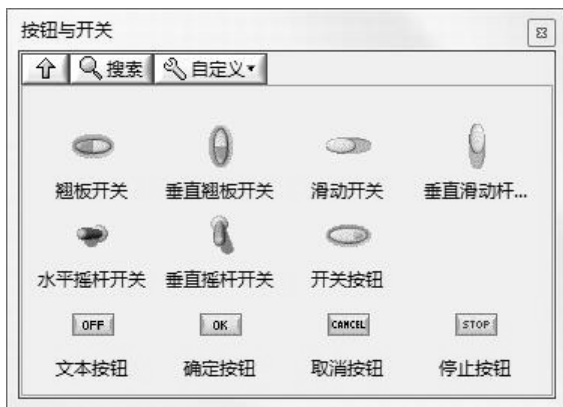 按钮与开关
搜索 自定义
翘板开关 垂直翘板开关 滑动开关 垂直滑动杆...
水平摇杆开关 垂直摇杆开关 开关按钮
OFF OK CANCEL STOP
文本按钮 确定按钮 取消按钮 停止按钮